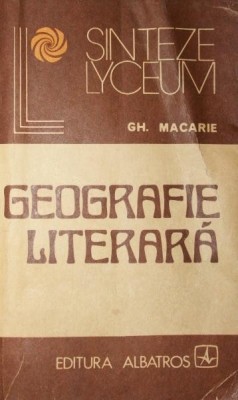 SINTEZE
LYCEUM
GH. MACARIE
GEOGRAFIE
LITERARĂ
EDITURA ALBATROS